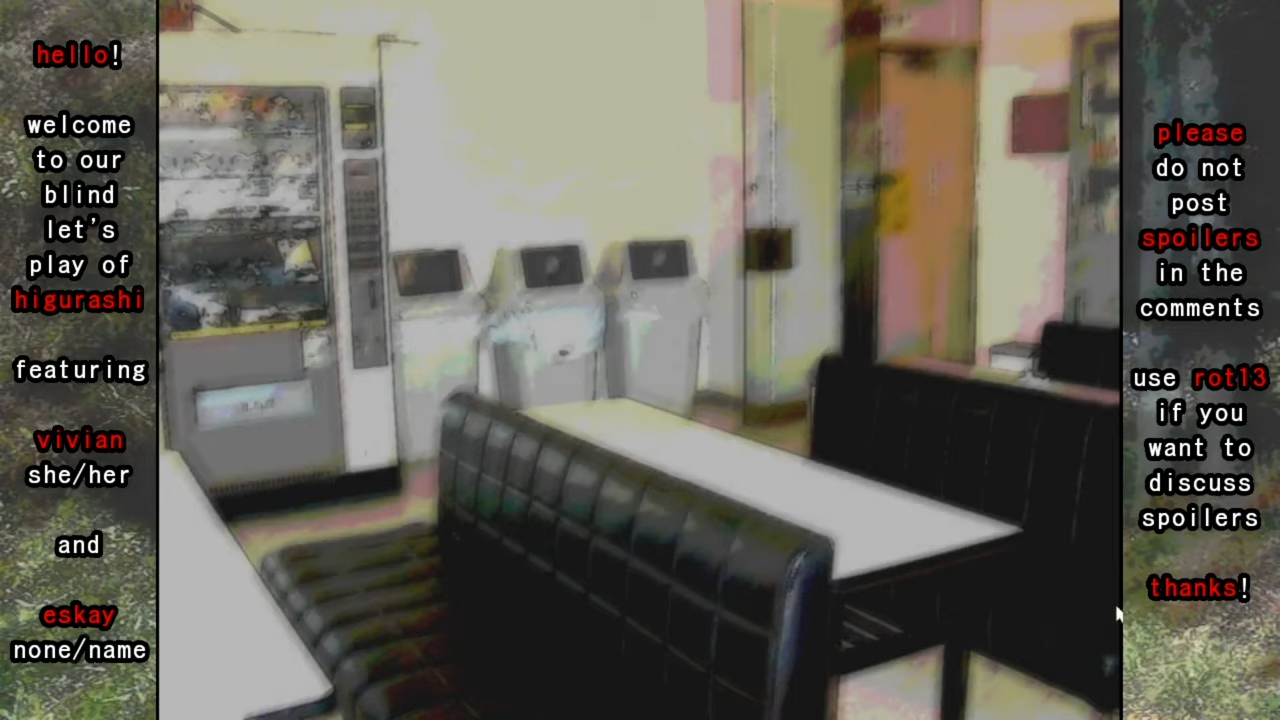 hello!
welcome
to our
blind
let's
play of
higurashi
featuring
vivian
she/her
and
eskay
none/name
please
do not
post
spoilers
in the
comments
use rot13
if you
want to
discuss
spoilers
thanks!